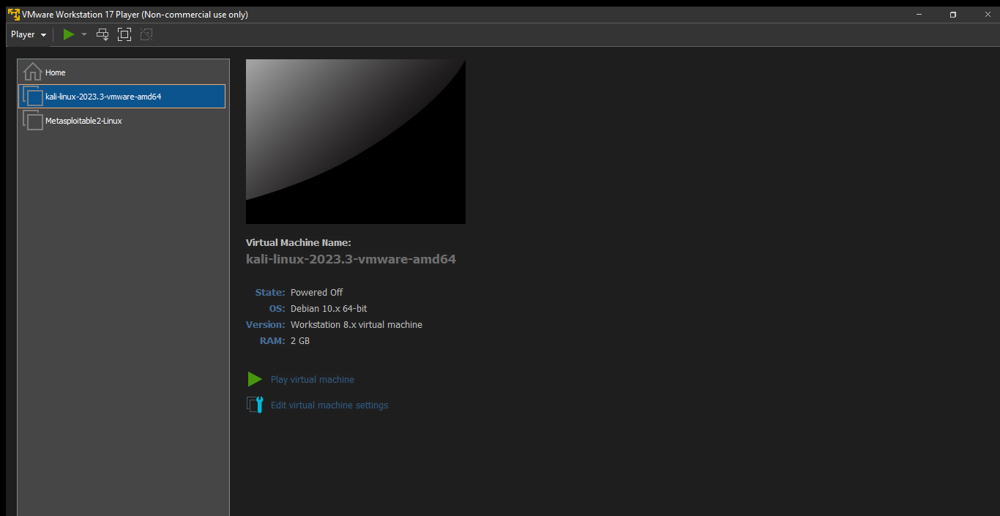 VMware Workstation 17 Player (Non-commercial use only)
Player
Home
kali-linux-2023.3-vmware-amd64
Metasploitable2-Linux
Virtual Machine Name:
kali-linux-2023.3-vmware-amd64
State: Powered Off
OS: Debian 10.x 64-bit
Version: Workstation 8.x virtual machine
RAM: 2 GB
Play virtual machine
Edit virtual machine settings